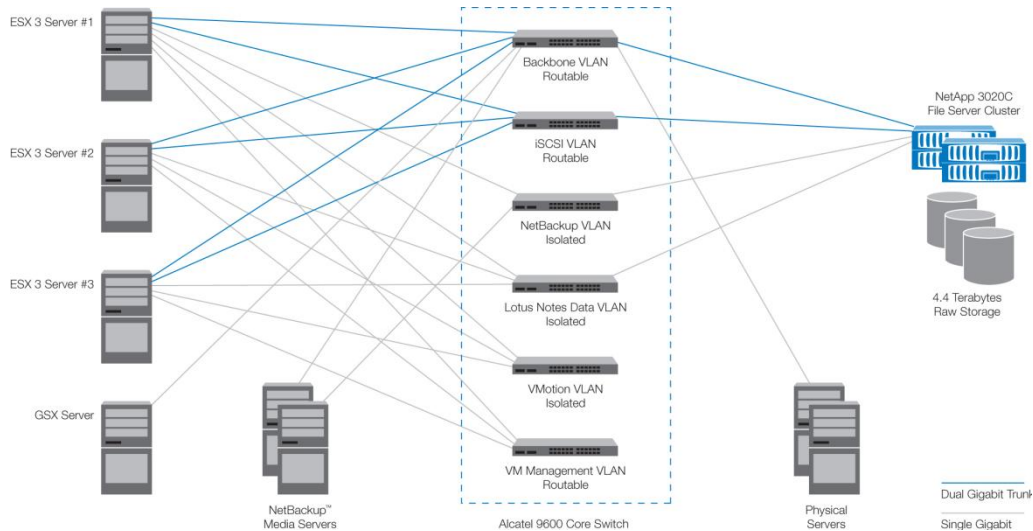 ESX 3 Server #1
ESX 3 Server #2
ESX 3 Server #3
GSX Server
NetBackup™
Media Servers
Backbone VLAN
Routable
iSCSI VLAN
Routable
NetBackup VLAN
Isolated
Lotus Notes Data VLAN
Isolated
VMotion VLAN
Isolated
VM Management VLAN
Routable
Alcatel 9600 Core Switch
NetApp 3020C
File Server Cluster
4.4 Terabytes
Raw Storage
Physical
Servers
Dual Gigabit Trunk
Single Gigabit